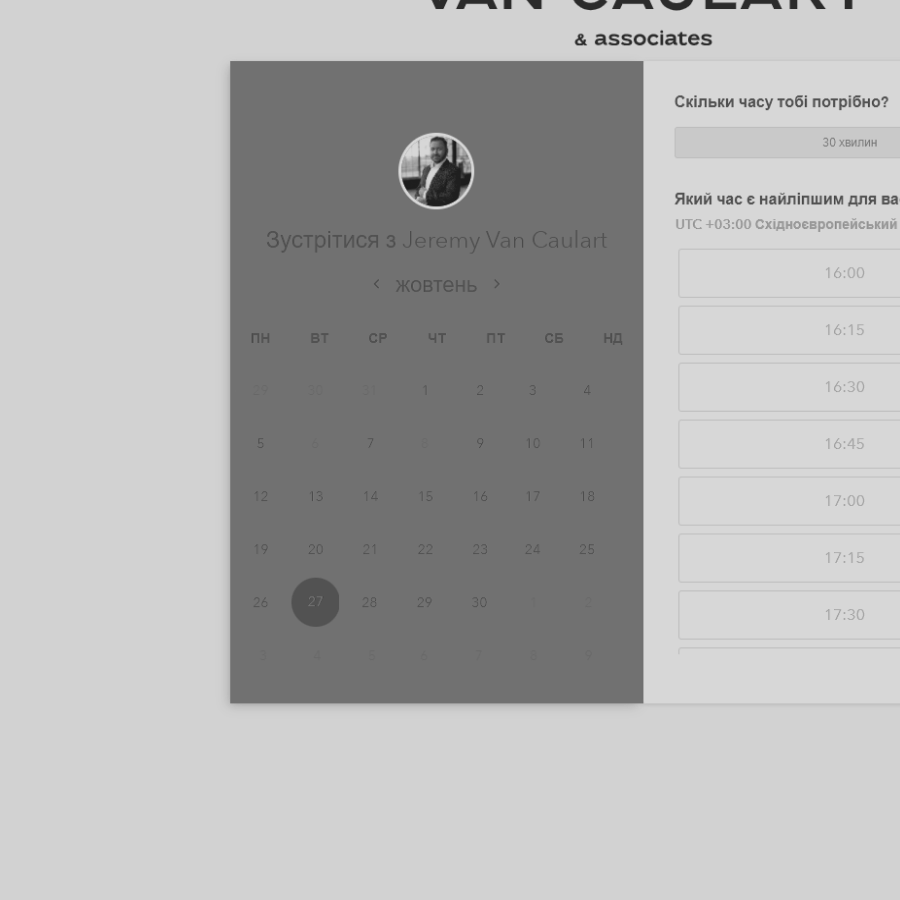 VAN CAULART
& associates
Зустрітися з Jeremy Van Caulart
жовтень
ПН ВТ СР ЧТ ПТ СБ НД
29 30 31 1 2 3 4
5 6 7 8 9 10 11
12 13 14 15 16 17 18
19 20 21 22 23 24 25
26 27 28 29 30 1 2
3 4 5 6 7 8 9
Скільки часу тобі потрібно?
30 хвилин
Який час є найліпшим для ва
UTC +03:00 Східноєвропейський
16:00
16:15
16:30
16:45
17:00
17:15
17:30